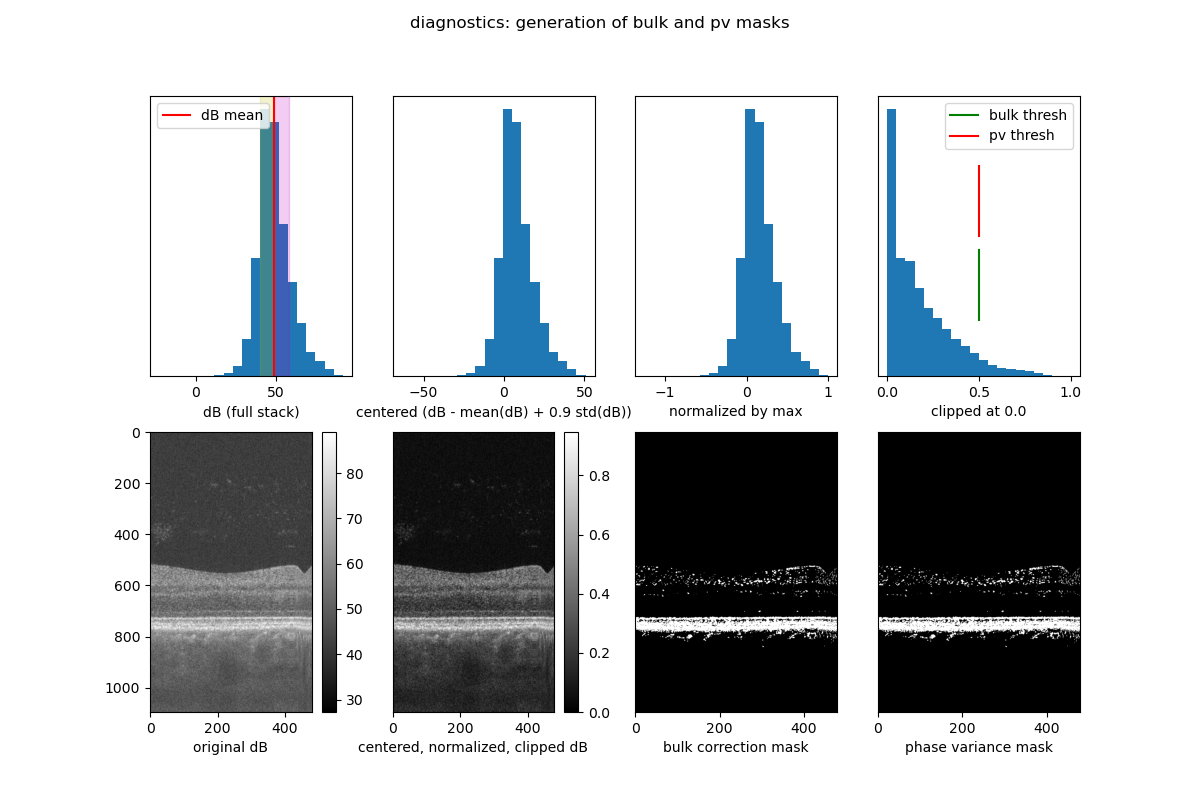 diagnostics: generation of bulk and pv masks
dB mean
bulk thresh
pv thresh
0 50
−50 0 50
−1 0 1
0.0 0.5 1.0
dB (full stack)
centered (dB - mean(dB) + 0.9 std(dB))
normalized by max
clipped at 0.0
0
200
400
600
800
1000
80
70
60
50
40
30
0.8
0.6
0.4
0.2
0.0
0 200 400
0 200 400
0 200 400
0 200 400
original dB
centered, normalized, clipped dB
bulk correction mask
phase variance mask